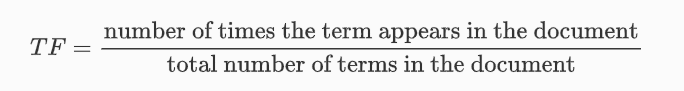 TF = number of times the term appears in the document
total number of terms in the document